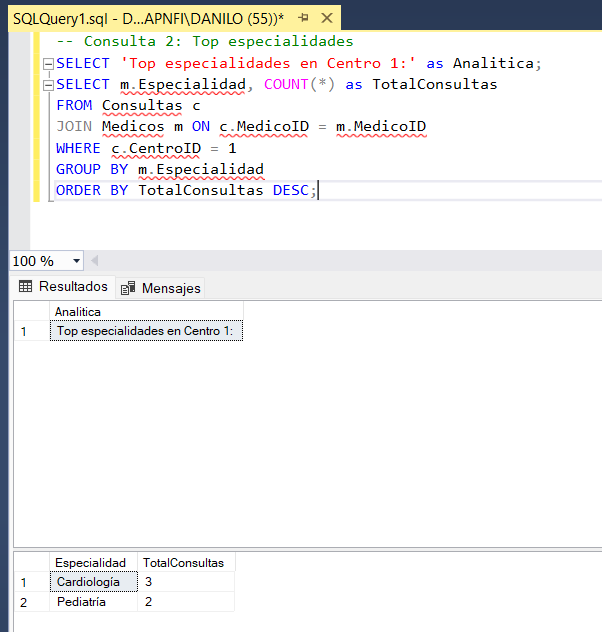 SQLQuery1.sql - D...APNFI\DANILO (55))*
-- Consulta 2: Top especialidades
SELECT 'Top especialidades en Centro 1:' as Analitica;
SELECT m.Especialidad, COUNT(*) as TotalConsultas
FROM Consultas c
JOIN Medicos m ON c.MedicoID = m.MedicoID
WHERE c.CentroID = 1
GROUP BY m.Especialidad
ORDER BY TotalConsultas DESC;
100 %
Resultados Mensajes
Analitica
1 Top especialidades en Centro 1:
Especialidad TotalConsultas
1 Cardiología 3
2 Pediatría 2